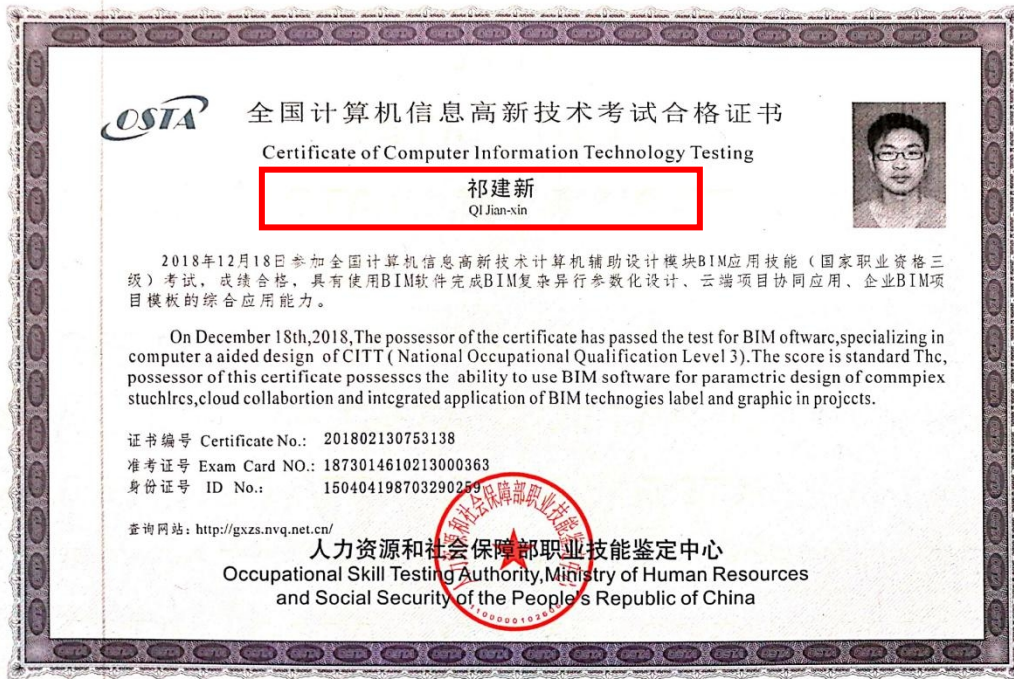 OSTA
全国计算机信息高新技术考试合格证书
Certificate of Computer Information Technology Testing
祁建新
QI Jian-xin
2018年12月18日参加全国计算机信息高新技术计算机辅助设计模块BIM应用技能（国家职业资格三
级）考试，成绩合格，具有使用BIM软件完成BIM复杂异行参数化设计、云端项目协同应用、企业BIM项
目模板的综合应用能力。
On December 18th,2018,The possessor of the certificate has passed the test for BIM oftwarc,specializing in
computer a aided design of CITT ( National Occupational Qualification Level 3).The score is standard Thc,
possessor of this certificate possesscs the ability to use BIM software for paramctric design of commpiex
stuchlrcs,cloud collabortion and intcgrated application of BIM technogies label and graphic in projccts.
证书编号 Certificate No.: 201802130753138
准考证号 Exam Card NO.: 1873014610213000363
身份证号 ID No.: 150404198703290259
查询网站: http://gxzs.nvq.net.cn/
人力资源和社会保障部职业技能鉴定中心
Occupational Skill Testing Authority,Ministry of Human Resources
and Social Security of the People's Republic of China